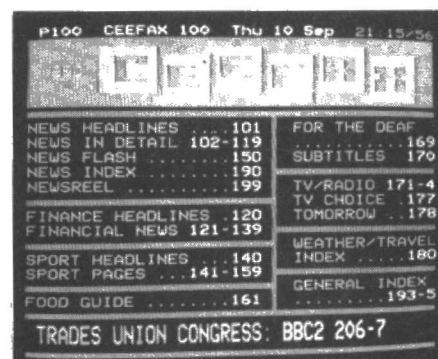 P100 CEEFAX 100 Thu 10 Sep 21:15/56
NEWS HEADLINES ....101
NEWS IN DETAIL 102-119
NEWS FLASH ........150
NEWS INDEX ........190
NEWSREEL ..........199
FINANCE HEADLINES ..120
FINANCIAL NEWS 121-139
SPORT HEADLINES ...140
SPORT PAGES ...141-159
FOOD GUIDE ........161
FOR THE DEAF
...........169
SUBTITLES 170
TV/RADIO 171-4
TV CHOICE 177
TOMORROW ..178
WEATHER/TRAVEL
INDEX .....180
GENERAL INDEX
.........193-5
TRADES UNION CONGRESS: BBC2 206-7